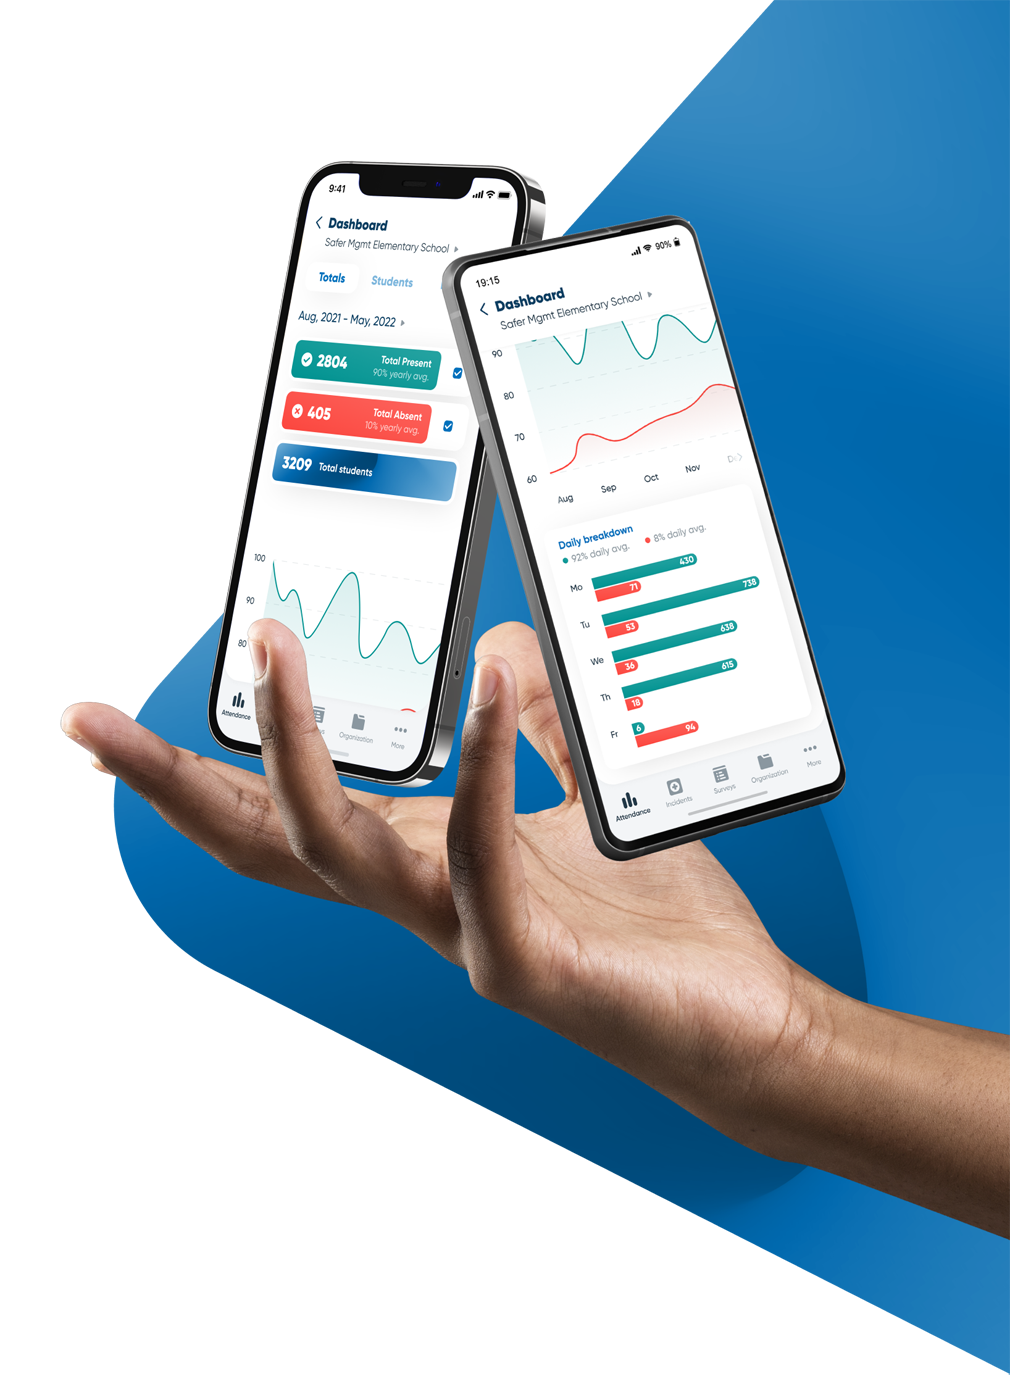 9:41
Dashboard
Safer Mgmt Elementary School
Totals Students
Aug, 2021 - May, 2022
2804 Total Present
90% yearly avg.
405 Total Absent
10% yearly avg.
3209 Total students
100
90
80
Attendance
Organization
More
19:15 90%
Dashboard
Safer Mgmt Elementary School
90
80
70
60
Aug Sep Oct Nov
Daily breakdown
92% daily avg. 8% daily avg.
Mo 430
71
Tu 738
53
We 638
36
Th 615
18
Fr 6
94
Attendance Incidents Surveys Organization More